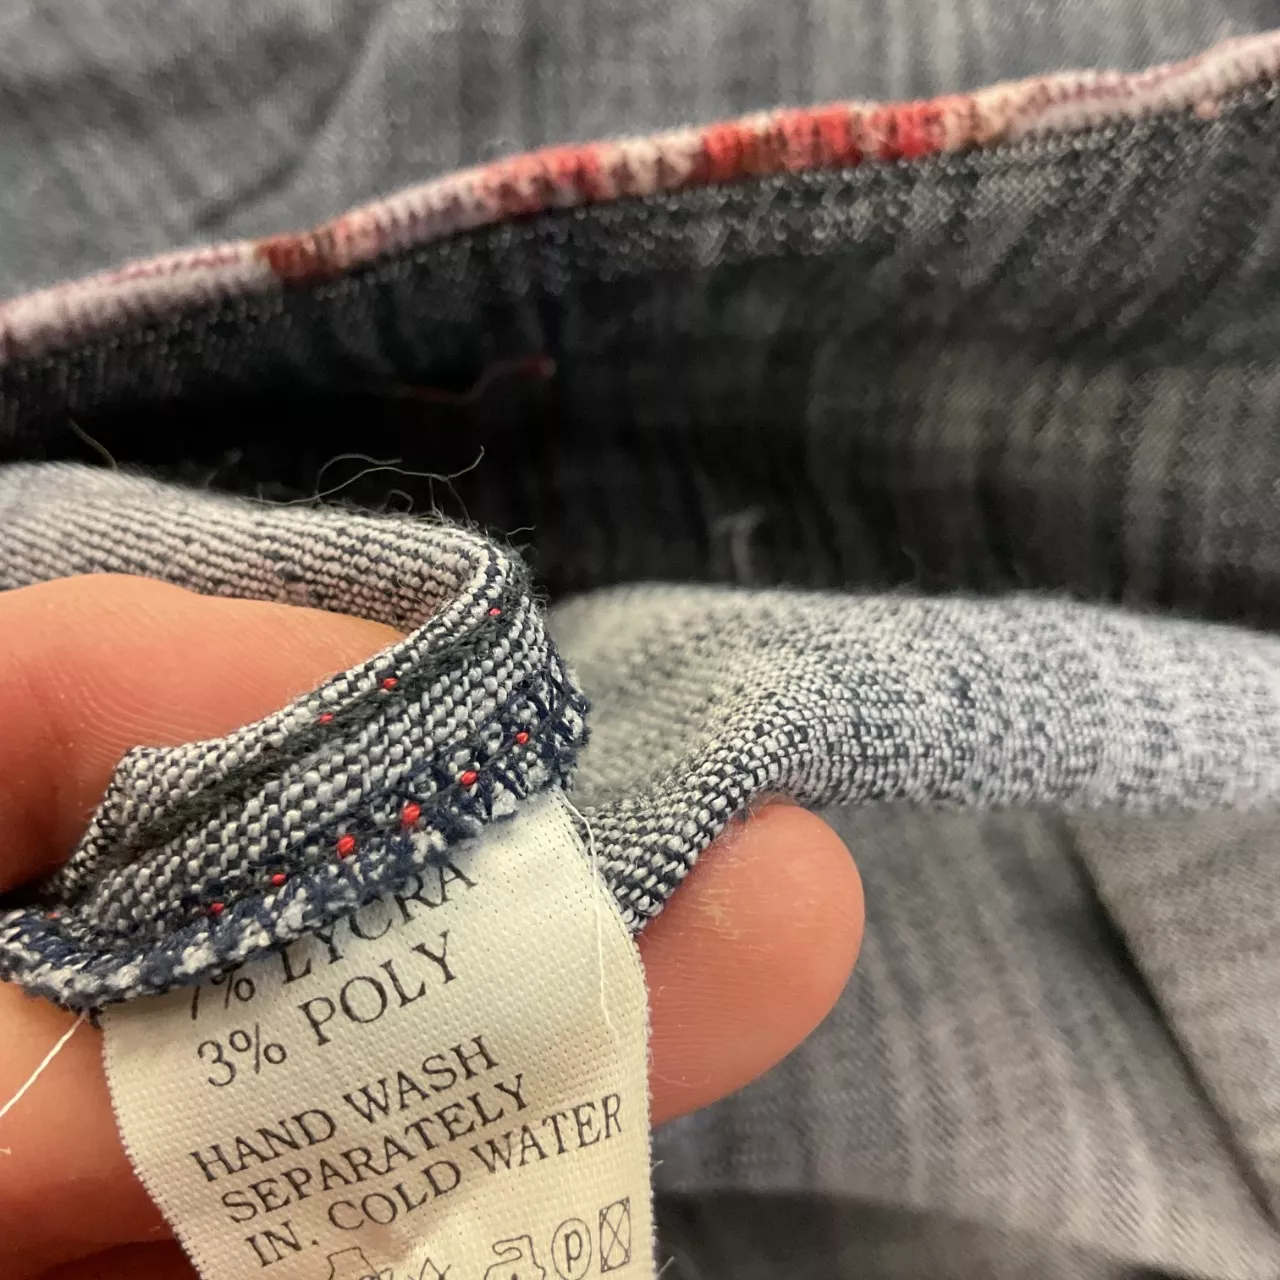 7% LYCRA
3% POLY
HAND WASH
SEPARATELY
IN. COLD WATER
P